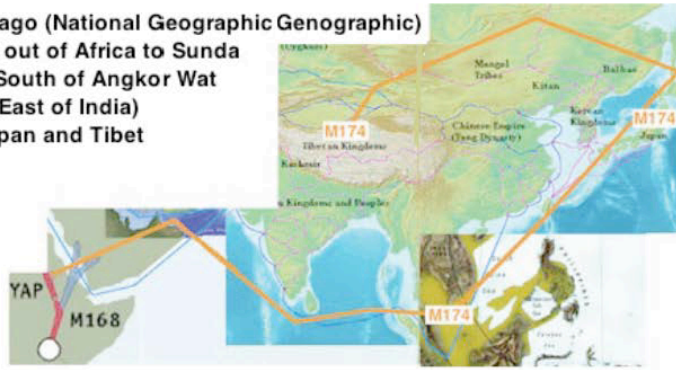 ago (National Geographic Genographic)
out of Africa to Sunda
South of Angkor Wat
East of India)
pan and Tibet
(Uyghurs)
Mongol
Tribes
Balhae
Kitan
Korean
Kingdoms
M174
M174
Chinese Empire
(Tang Dynasty)
Japan
Tibetan Kingdoms
Kashmir
Kingdoms and Peoples
YAP
M168
M174